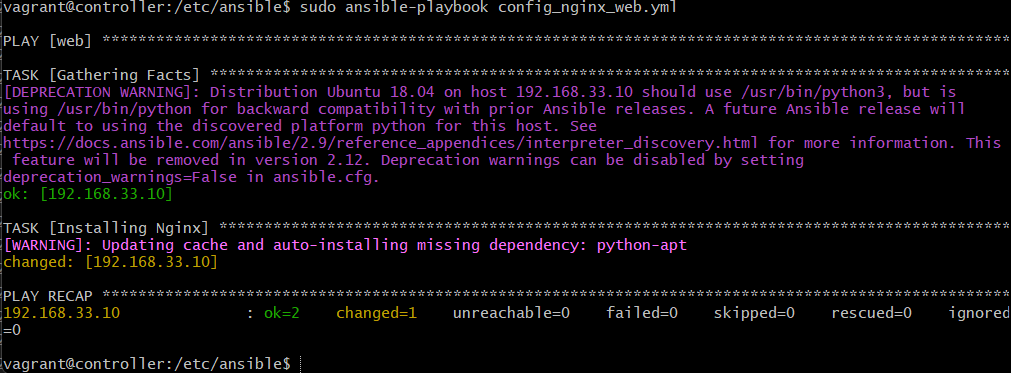 vagrant@controller:/etc/ansible$ sudo ansible-playbook config_nginx_web.yml
PLAY [web] *****************************************************************************************************
TASK [Gathering Facts] *****************************************************************************************
[DEPRECATION WARNING]: Distribution Ubuntu 18.04 on host 192.168.33.10 should use /usr/bin/python3, but is
using /usr/bin/python for backward compatibility with prior Ansible releases. A future Ansible release will
default to using the discovered platform python for this host. See
https://docs.ansible.com/ansible/2.9/reference_appendices/interpreter_discovery.html for more information. This
 feature will be removed in version 2.12. Deprecation warnings can be disabled by setting
deprecation_warnings=False in ansible.cfg.
ok: [192.168.33.10]
TASK [Installing Nginx] ****************************************************************************************
[WARNING]: Updating cache and auto-installing missing dependency: python-apt
changed: [192.168.33.10]
PLAY RECAP *****************************************************************************************************
192.168.33.10              : ok=2    changed=1    unreachable=0    failed=0    skipped=0    rescued=0    ignored
=0
vagrant@controller:/etc/ansible$